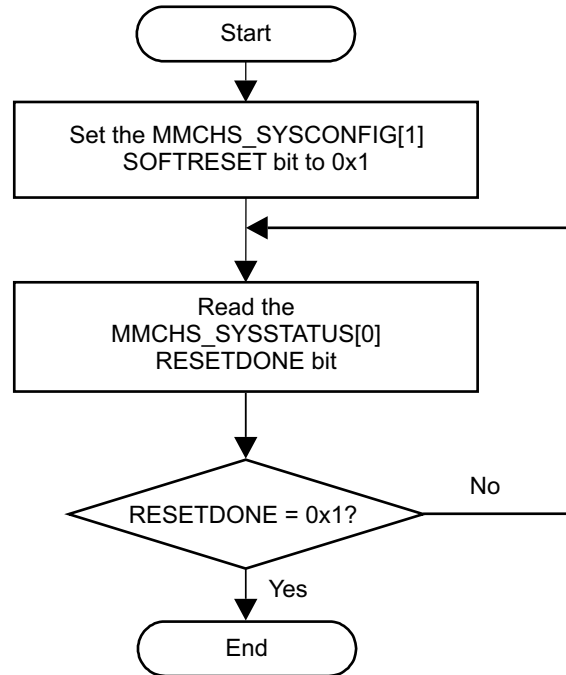 Start
Set the MMCHS_SYSCONFIG[1]
SOFTRESET bit to 0x1
Read the
MMCHS_SYSSTATUS[0]
RESETDONE bit
RESETDONE = 0x1?
No
Yes
End